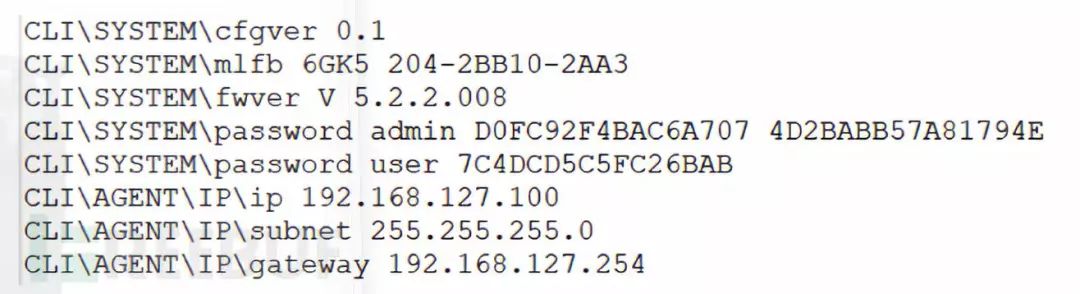 CLI\SYSTEM\cfgver 0.1
CLI\SYSTEM\mlfb 6GK5 204-2BB10-2AA3
CLI\SYSTEM\fwver V 5.2.2.008
CLI\SYSTEM\password admin D0FC92F4BAC6A707 4D2BABB57A81794E
CLI\SYSTEM\password user 7C4DCD5C5FC26BAB
CLI\AGENT\IP\ip 192.168.127.100
CLI\AGENT\IP\subnet 255.255.255.0
CLI\AGENT\IP\gateway 192.168.127.254